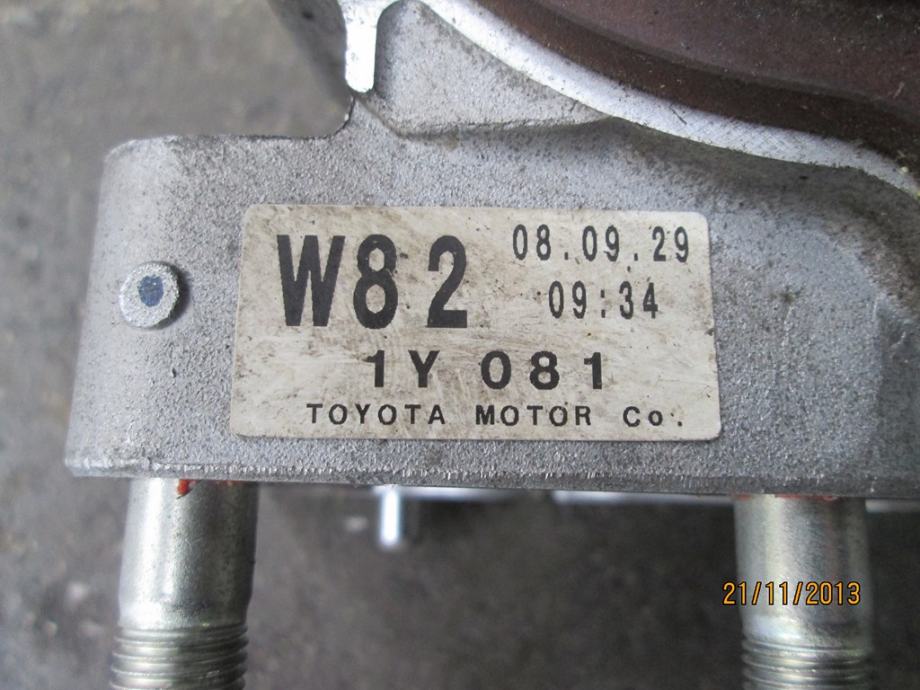 W82 08.09.29
09:34
1Y 081
TOYOTA MOTOR Co.
21/11/2013